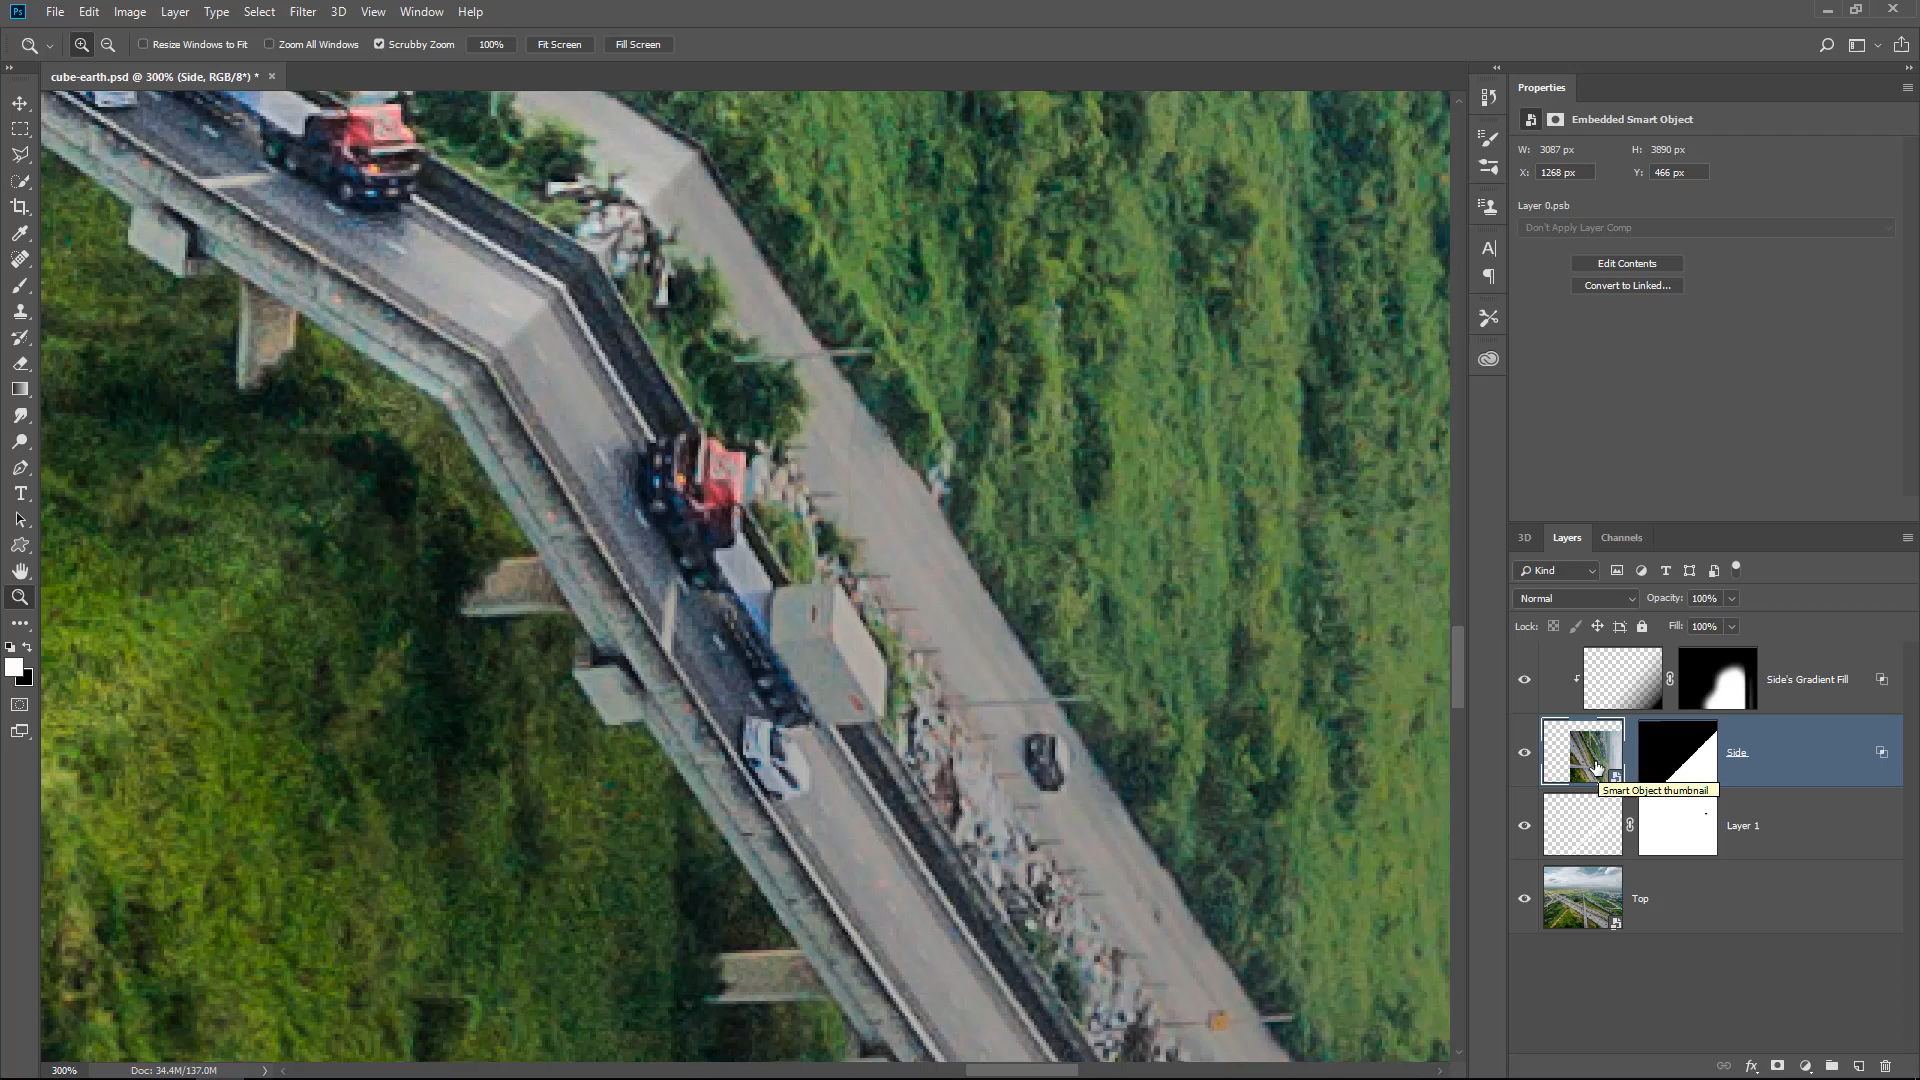 Ps File Edit Image Layer Type Select Filter 3D View Window Help
Resize Windows to Fit Zoom All Windows Scrubby Zoom 100% Fit Screen Fill Screen
cube-earth.psd @ 300% (Side, RGB/8*) *
Properties
Embedded Smart Object
W: 3087 px H: 3890 px
X: 1268 px Y: 466 px
Layer 0.psb
Don't Apply Layer Comp
Edit Contents
Convert to Linked...
3D Layers Channels
Kind
Normal Opacity: 100%
Lock: Fill: 100%
Side's Gradient Fill
Side
Smart Object thumbnail
Layer 1
Top
300% Doc: 34.4M/137.0M